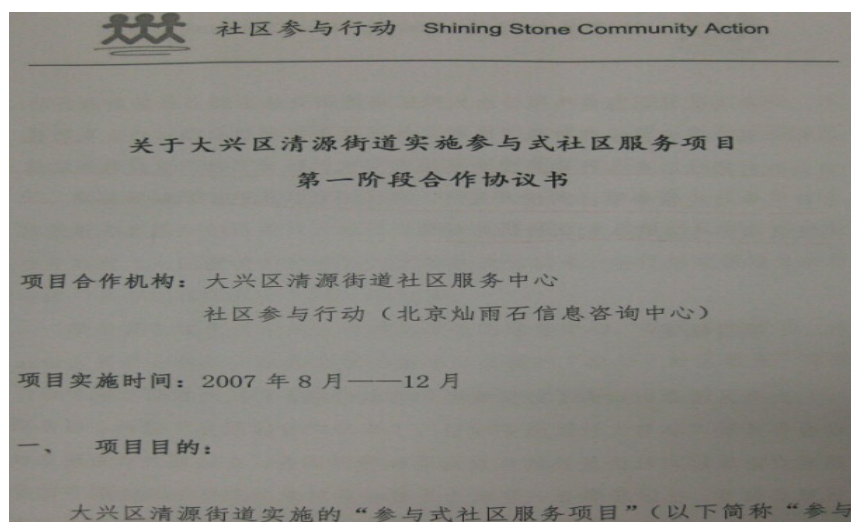 社区参与行动 Shining Stone Community Action
关于大兴区清源街道实施参与式社区服务项目
第一阶段合作协议书
项目合作机构：大兴区清源街道社区服务中心
社区参与行动（北京灿雨石信息咨询中心）
项目实施时间：2007 年 8 月——12 月
一、 项目目的：
大兴区清源街道实施的“参与式社区服务项目”（以下简称“参与